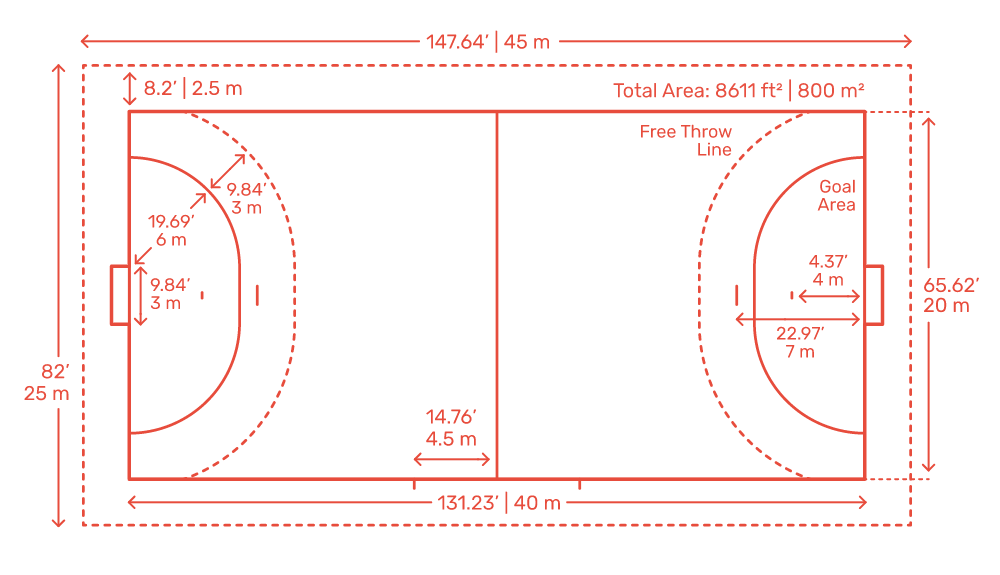 147.64′ | 45 m
8.2′ | 2.5 m
Total Area: 8611 ft² | 800 m²
Free Throw
Line
9.84′
3 m
Goal
Area
19.69′
6 m
4.37′
4 m
9.84′
3 m
65.62′
20 m
22.97′
7 m
82′
25 m
14.76′
4.5 m
131.23′ | 40 m